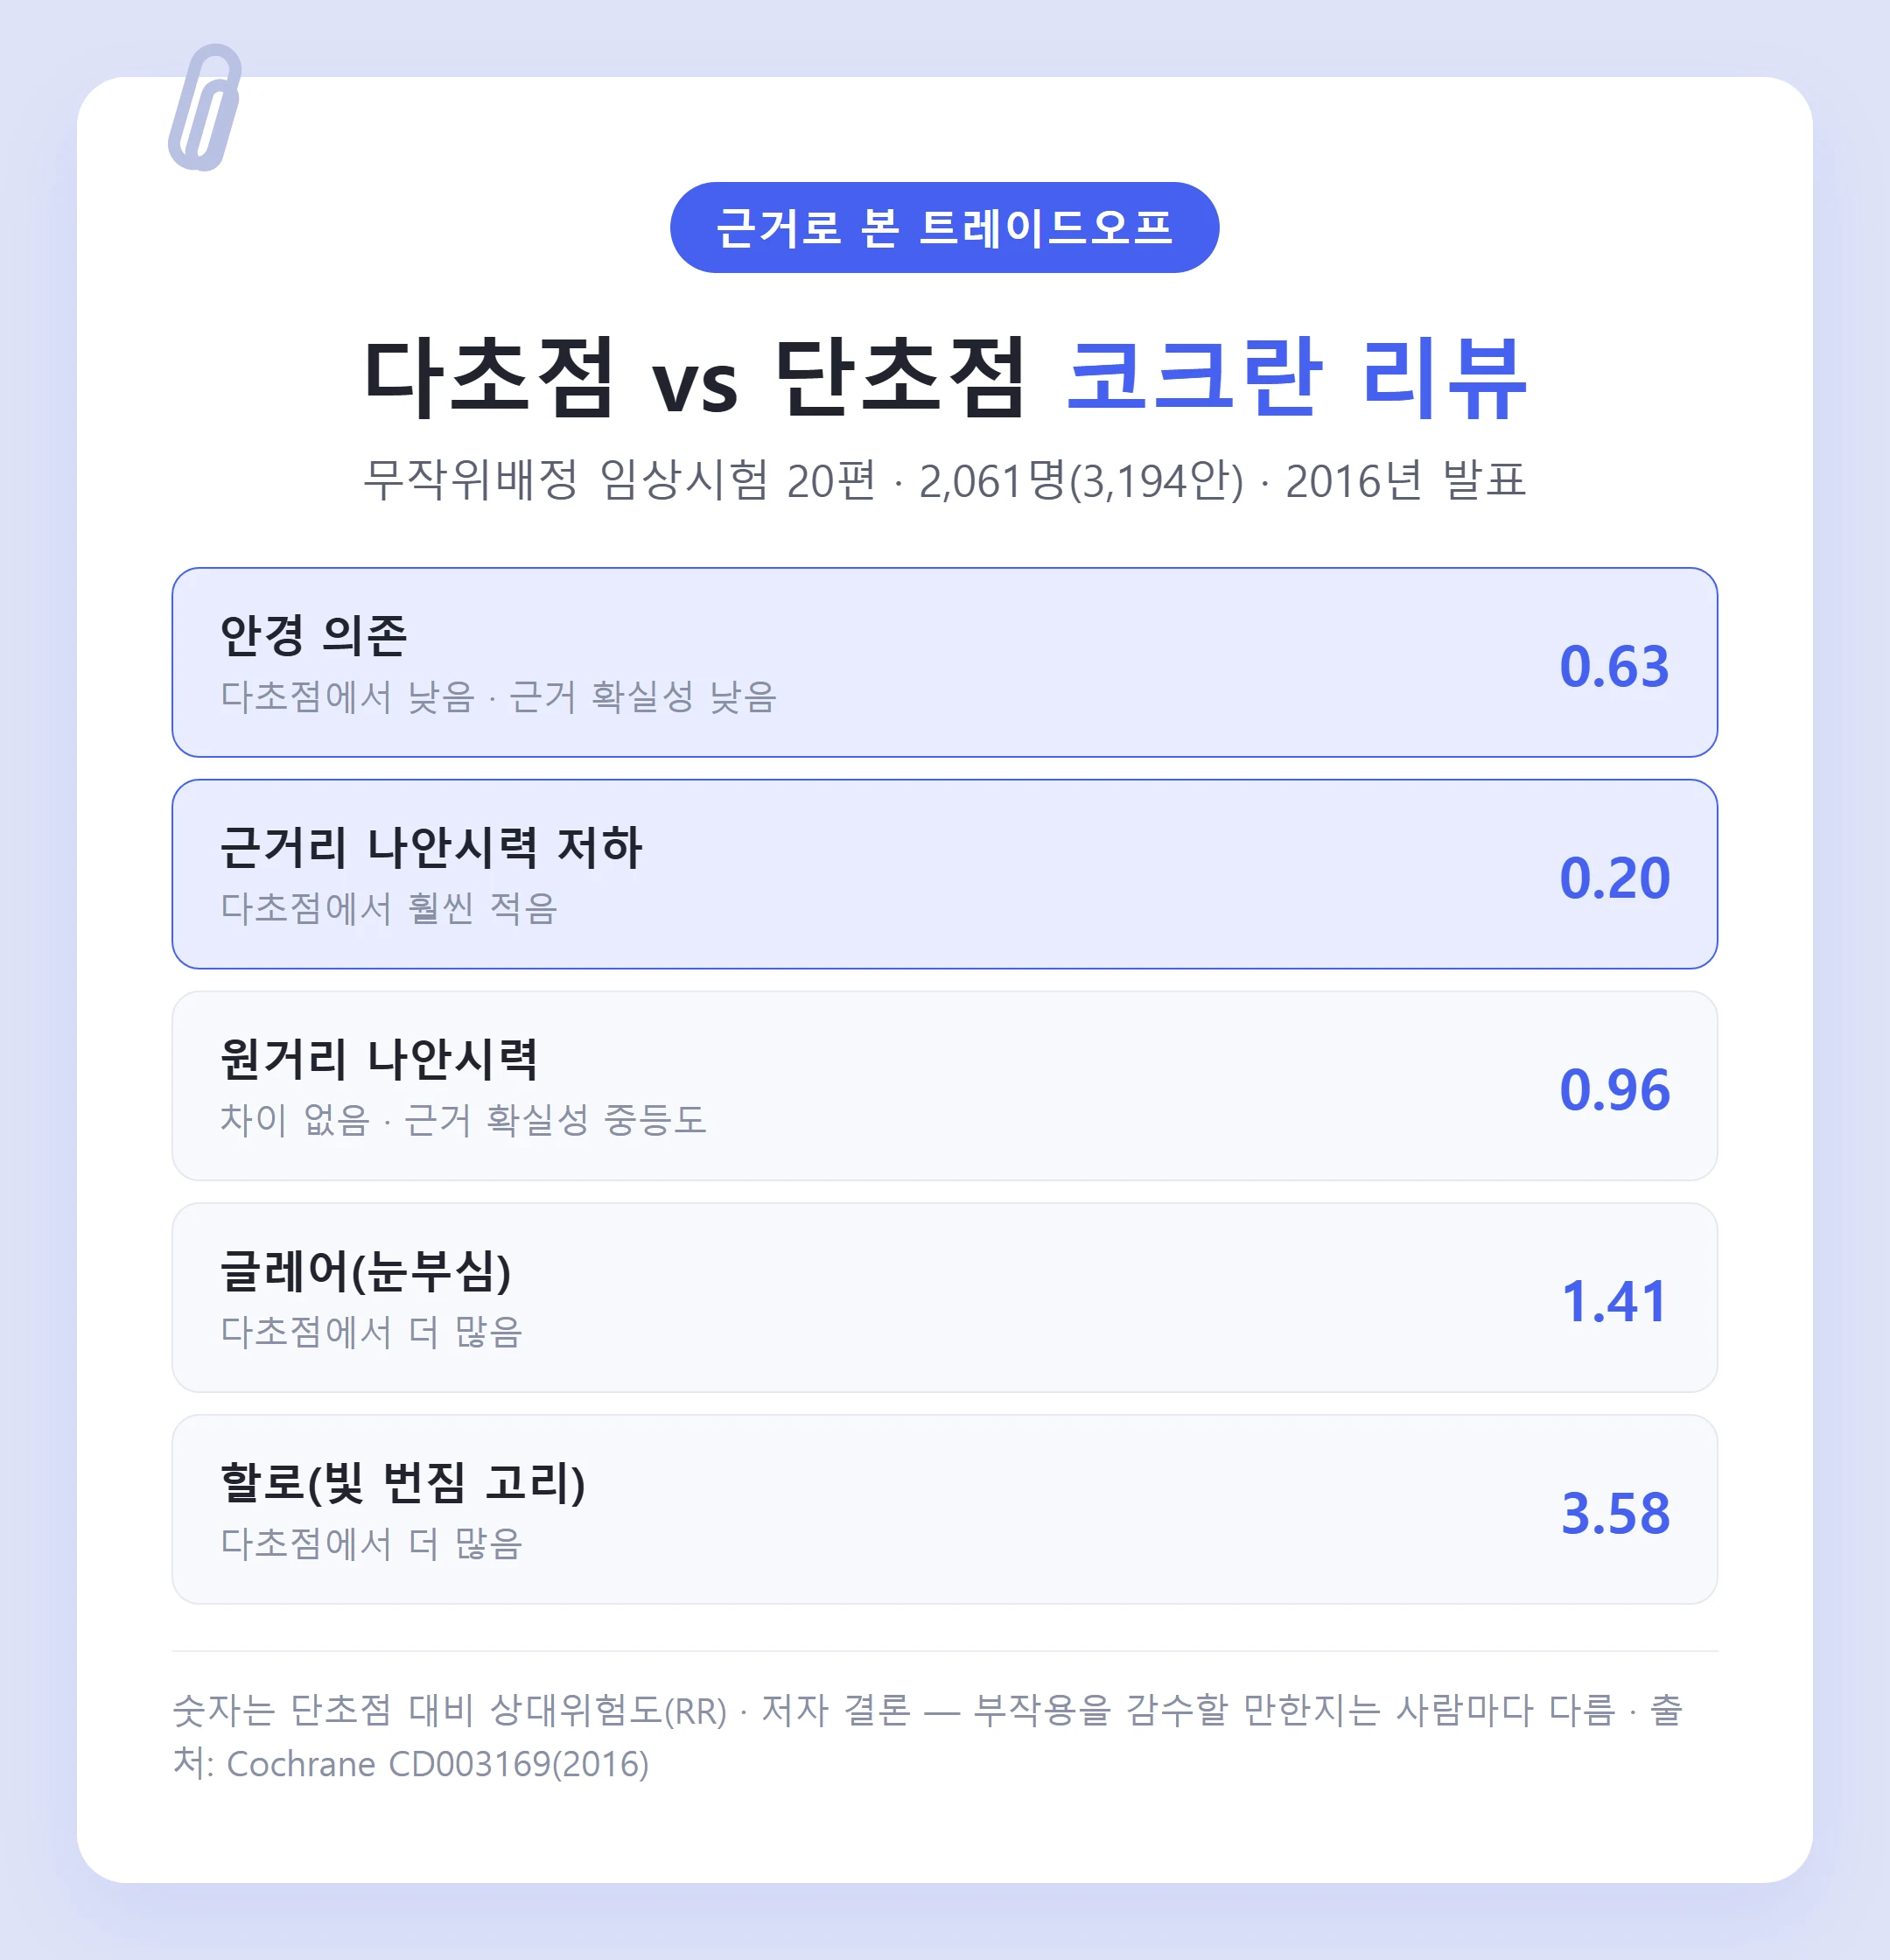 근거로 본 트레이드오프
다초점 vs 단초점 코크란 리뷰
무작위배정 임상시험 20편 · 2,061명(3,194안) · 2016년 발표
안경 의존
다초점에서 낮음 · 근거 확실성 낮음
0.63
근거리 나안시력 저하
다초점에서 훨씬 적음
0.20
원거리 나안시력
차이 없음 · 근거 확실성 중등도
0.96
글레어(눈부심)
다초점에서 더 많음
1.41
할로(빛 번짐 고리)
다초점에서 더 많음
3.58
숫자는 단초점 대비 상대위험도(RR) · 저자 결론 — 부작용을 감수할 만한지는 사람마다 다름 · 출
처: Cochrane CD003169(2016)